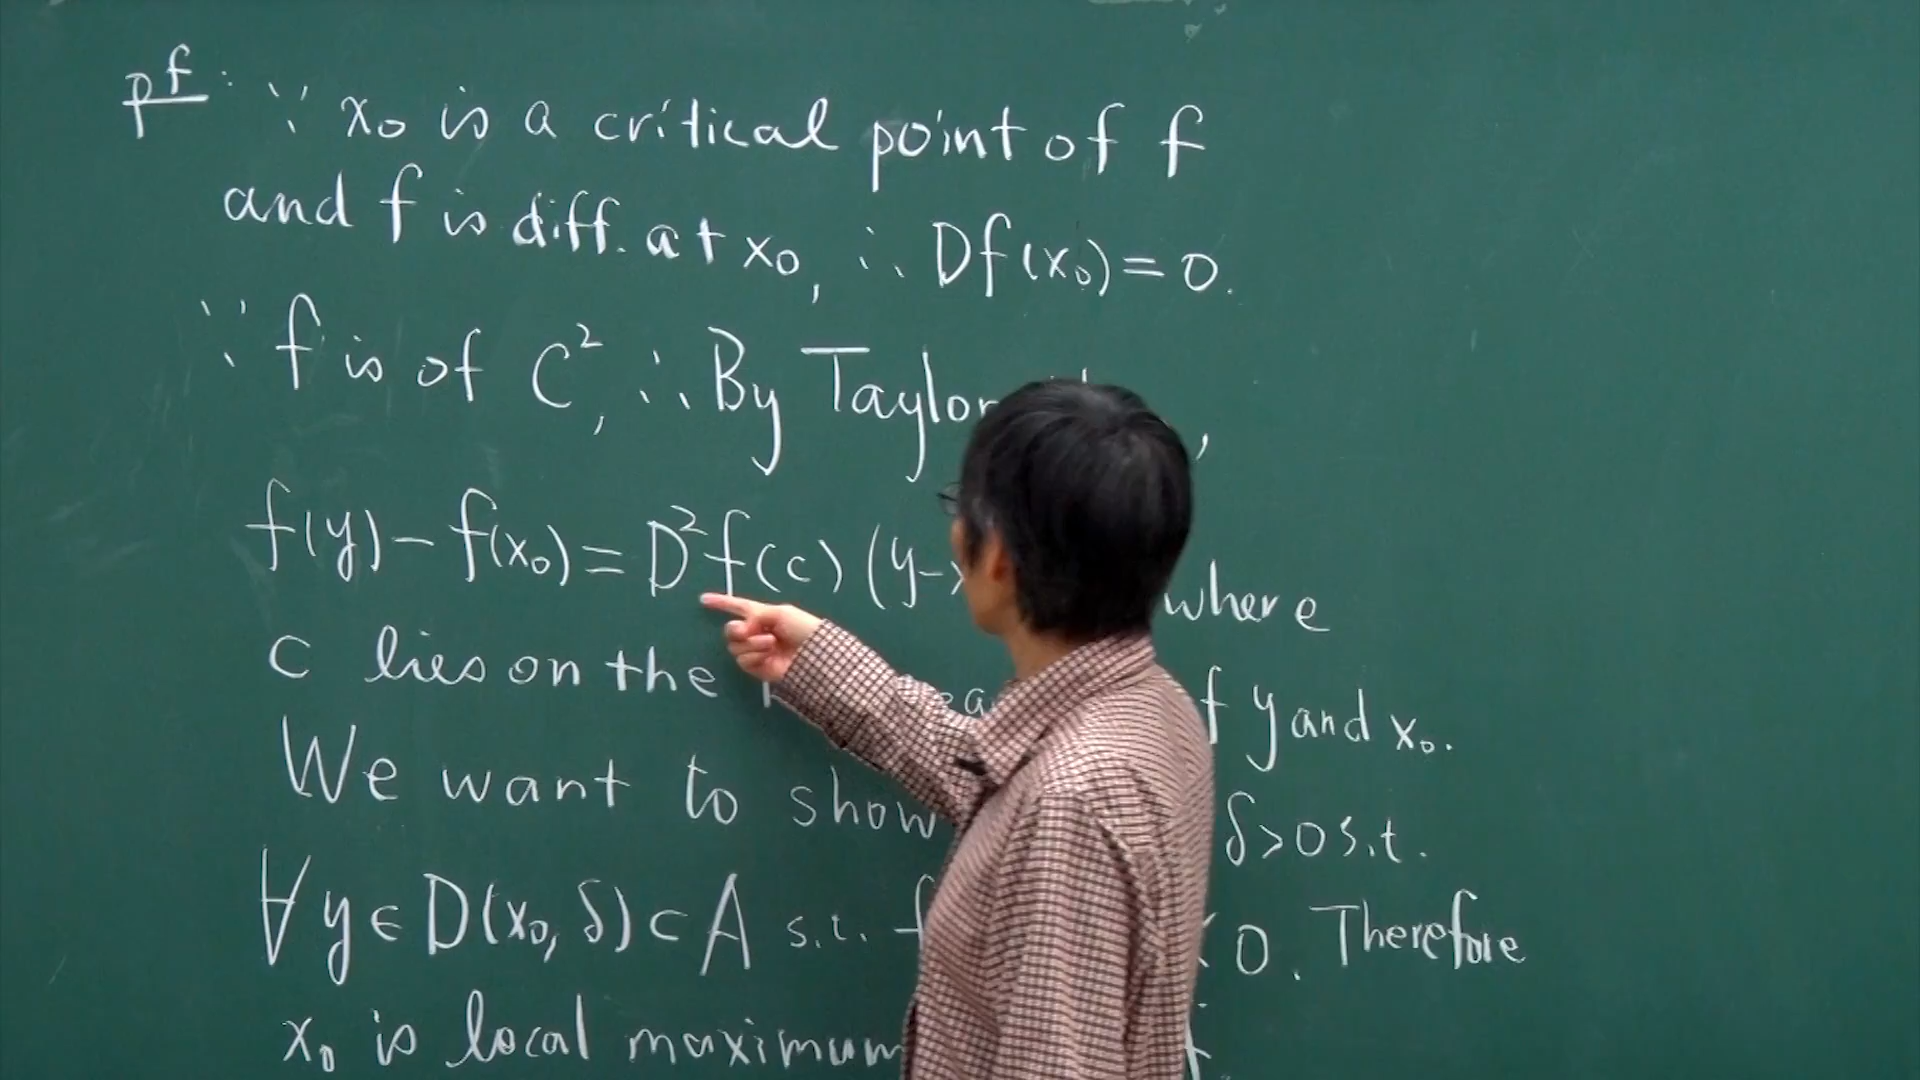 pf: ∵ x₀ is a critical point of f
and f is diff. at x₀, ∴ Df(x₀)=0.
∵ f is of C², ∴ By Taylor ,
f(y)-f(x₀)=D²f(c)(y-x where
c lies on the f y and x₀.
We want to show δ>0 s.t.
∀y∈D(x₀,δ)⊂A s.t. f <0. Therefore
x₀ is local maximum f